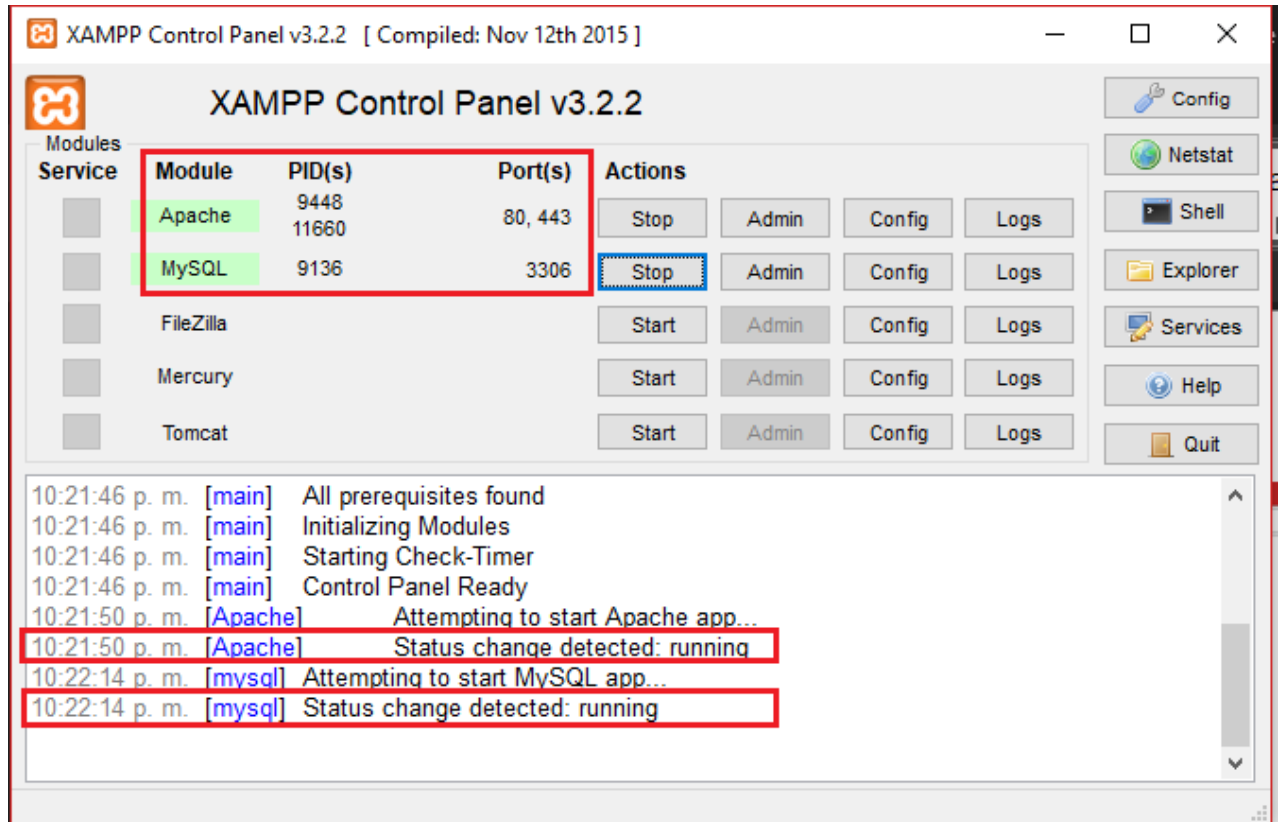 XAMPP Control Panel v3.2.2 [ Compiled: Nov 12th 2015 ]
XAMPP Control Panel v3.2.2
Config
Netstat
Shell
Explorer
Services
Help
Quit
Modules
Service Module PID(s) Port(s) Actions
Apache 9448 11660 80, 443 Stop Admin Config Logs
MySQL 9136 3306 Stop Admin Config Logs
FileZilla Start Admin Config Logs
Mercury Start Admin Config Logs
Tomcat Start Admin Config Logs
10:21:46 p. m. [main] All prerequisites found
10:21:46 p. m. [main] Initializing Modules
10:21:46 p. m. [main] Starting Check-Timer
10:21:46 p. m. [main] Control Panel Ready
10:21:50 p. m. [Apache] Attempting to start Apache app...
10:21:50 p. m. [Apache] Status change detected: running
10:22:14 p. m. [mysql] Attempting to start MySQL app...
10:22:14 p. m. [mysql] Status change detected: running